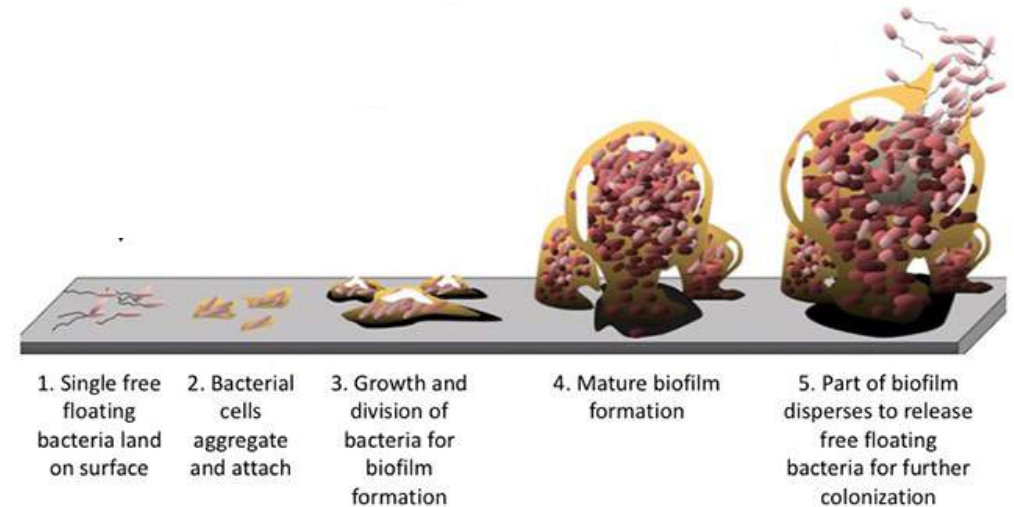 1. Single free
floating
bacteria land
on surface
2. Bacterial
cells
aggregate
and attach
3. Growth and
division of
bacteria for
biofilm
formation
4. Mature biofilm
formation
5. Part of biofilm
disperses to release
free floating
bacteria for further
colonization